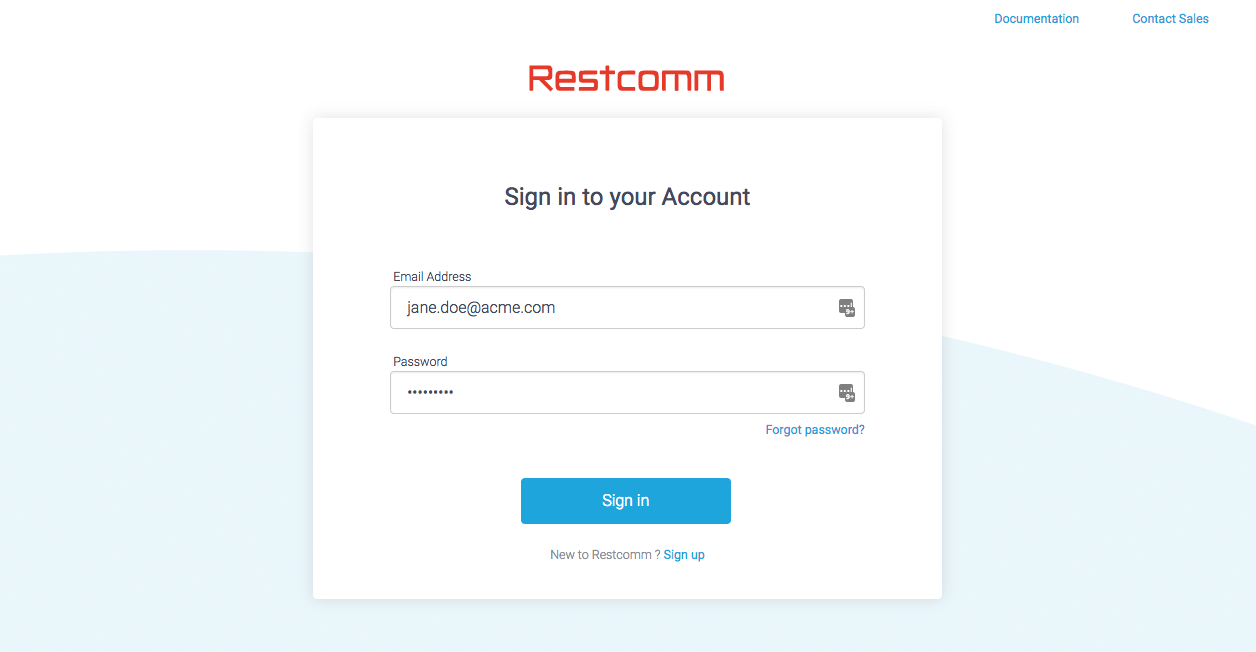 Documentation Contact Sales
Restcomm
Sign in to your Account
Email Address
jane.doe@acme.com
Password
•••••••••
Forgot password?
Sign in
New to Restcomm ? Sign up